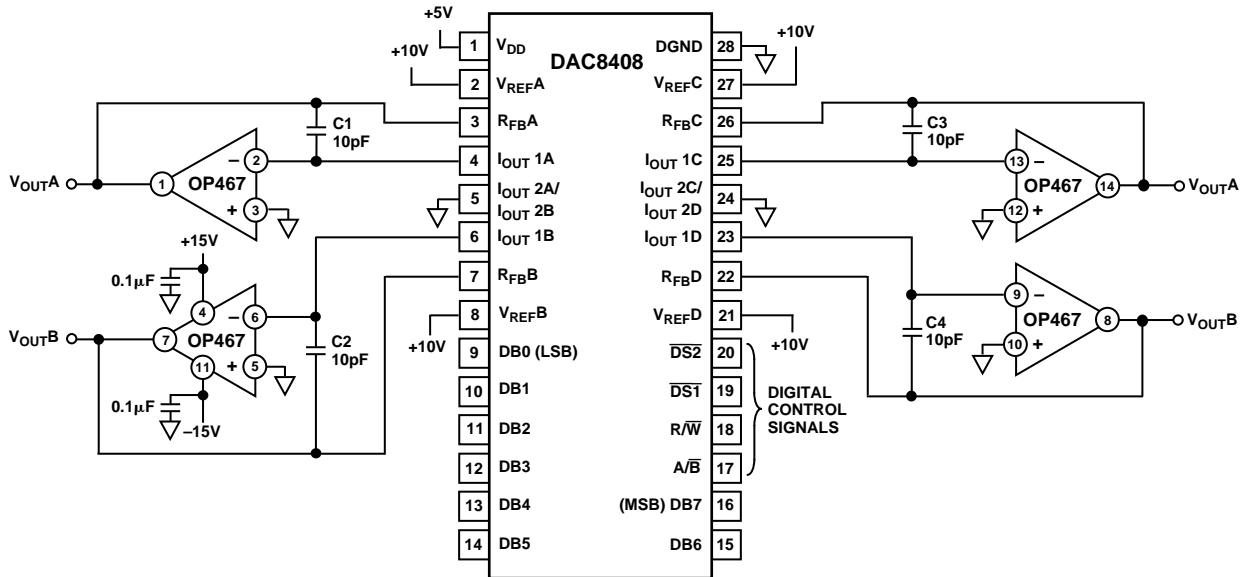 +5V
+10V
DAC8408
+10V
1 VDD
DGND 28
2 VREFA
VREFC 27
3 RFBA
RFBC 26
C1
10pF
C3
10pF
4 IOUT 1A
IOUT 1C 25
VOUTA
1 OP467 − 2 + 3
13 − OP467 14 12 +
VOUTA
5 IOUT 2A/
IOUT 2B
IOUT 2C/
IOUT 2D 24
6 IOUT 1B
IOUT 1D 23
+15V
0.1µF
7 RFBB
RFBD 22
VOUTB
4 7 OP467 − 6 11 + 5
9 − OP467 8 10 +
VOUTB
8 VREFB
VREFD 21
+10V
+10V
C2
10pF
C4
10pF
0.1µF
−15V
9 DB0 (LSB)
D̅S̅2̅ 20
10 DB1
D̅S̅1̅ 19
11 DB2
R/W̅ 18
12 DB3
A/B̅ 17
DIGITAL
CONTROL
SIGNALS
13 DB4
(MSB) DB7 16
14 DB5
DB6 15